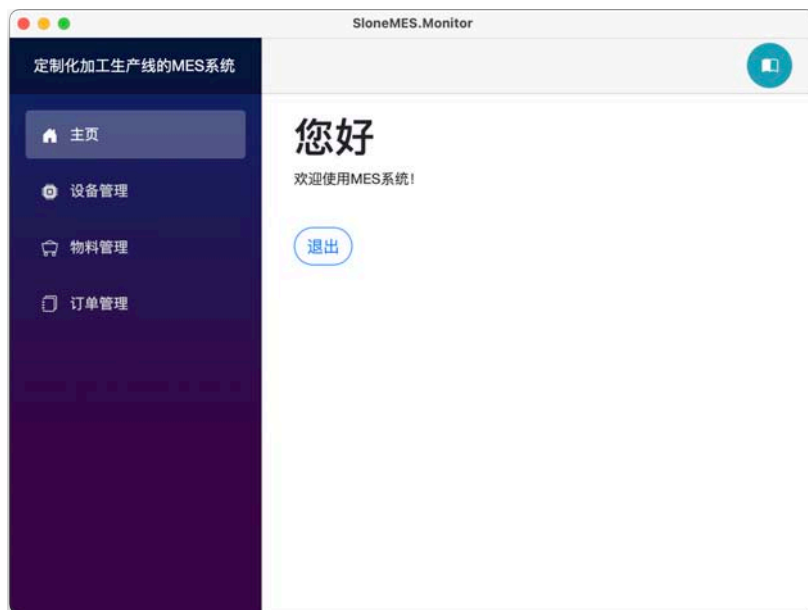 SloneMES.Monitor
定制化加工生产线的MES系统
主页
设备管理
物料管理
订单管理
您好
欢迎使用MES系统!
退出